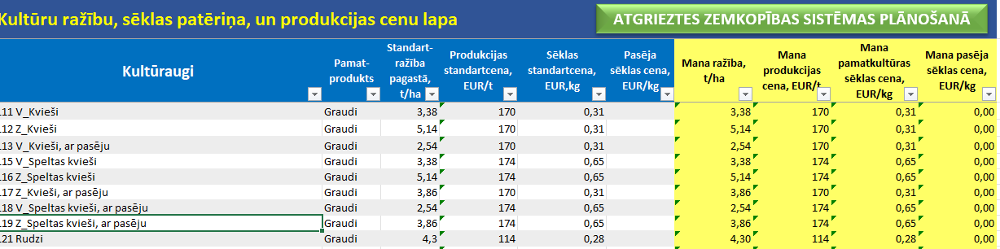 Kultūru ražību, sēklas patēriņa, un produkcijas cenu lapa
ATGRIEZTES ZEMKOPĪBAS SISTĒMAS PLĀNOŠANĀ
Kultūraugi Pamat-produkts Standart-ražība pagastā, t/ha Produkcijas standartcena, EUR/t Sēklas standartcena, EUR,kg Pasēja sēklas cena, EUR/kg Mana ražība, t/ha Mana produkcijas cena, EUR/t Mana pamatkultūras sēklas cena, EUR/kg Mana pasēja sēklas cena, EUR/kg
111 V_Kvieši Graudi 3,38 170 0,31 3,38 170 0,31 0,00
112 Z_Kvieši Graudi 5,14 170 0,31 5,14 170 0,31 0,00
113 V_Kvieši, ar pasēju Graudi 2,54 170 0,31 2,54 170 0,31 0,00
115 V_Speltas kvieši Graudi 3,38 174 0,65 3,38 174 0,65 0,00
116 Z_Speltas kvieši Graudi 5,14 174 0,65 5,14 174 0,65 0,00
117 Z_Kvieši, ar pasēju Graudi 3,86 170 0,31 3,86 170 0,31 0,00
118 V_Speltas kvieši, ar pasēju Graudi 2,54 174 0,65 2,54 174 0,65 0,00
119 Z_Speltas kvieši, ar pasēju Graudi 3,86 174 0,65 3,86 174 0,65 0,00
121 Rudzi Graudi 4,3 114 0,28 4,30 114 0,28 0,00